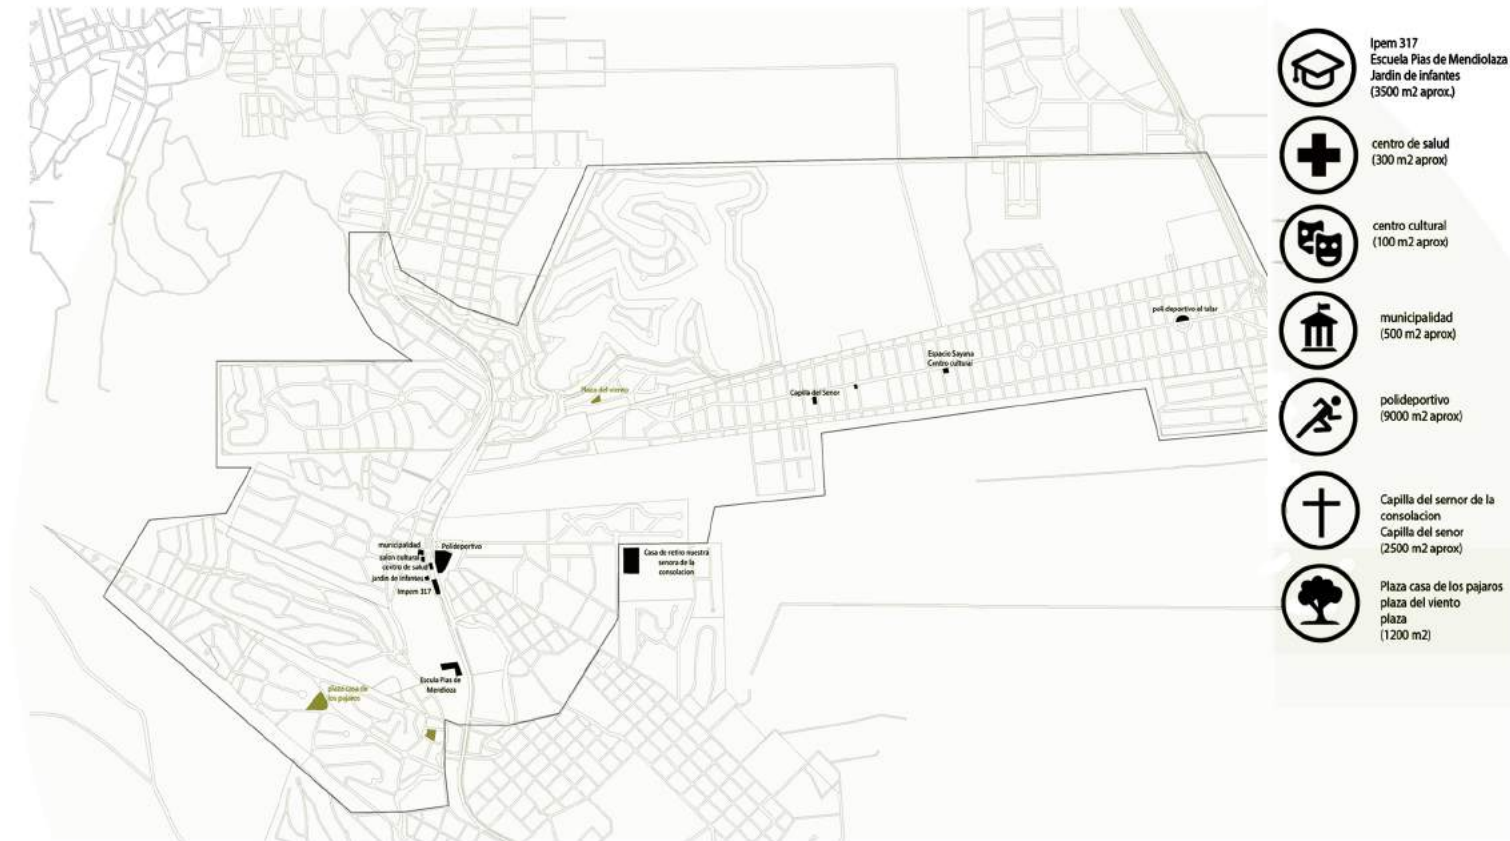 Ipem 317
Escuela Pias de Mendiolaza
Jardin de infantes
(3500 m2 aprox.)
centro de salud
(300 m2 aprox)
centro cultural
(100 m2 aprox)
municipalidad
(500 m2 aprox)
polideportivo
(9000 m2 aprox)
Capilla del sernor de la
consolacion
Capilla del senor
(2500 m2 aprox)
Plaza casa de los pajaros
plaza del viento
plaza
(1200 m2)
poli deportivo el talar
Espacio Sayana
Centro cultural
Capilla del Senor
Plaza del viento
municipalidad
Polideportivo
salon cultural
centro de salud
jardin de infantes
Impem 317
Casa de retiro nuestra
senora de la
consolacion
Escula Pias de
Mendioza
plaza casa de
los pajaros